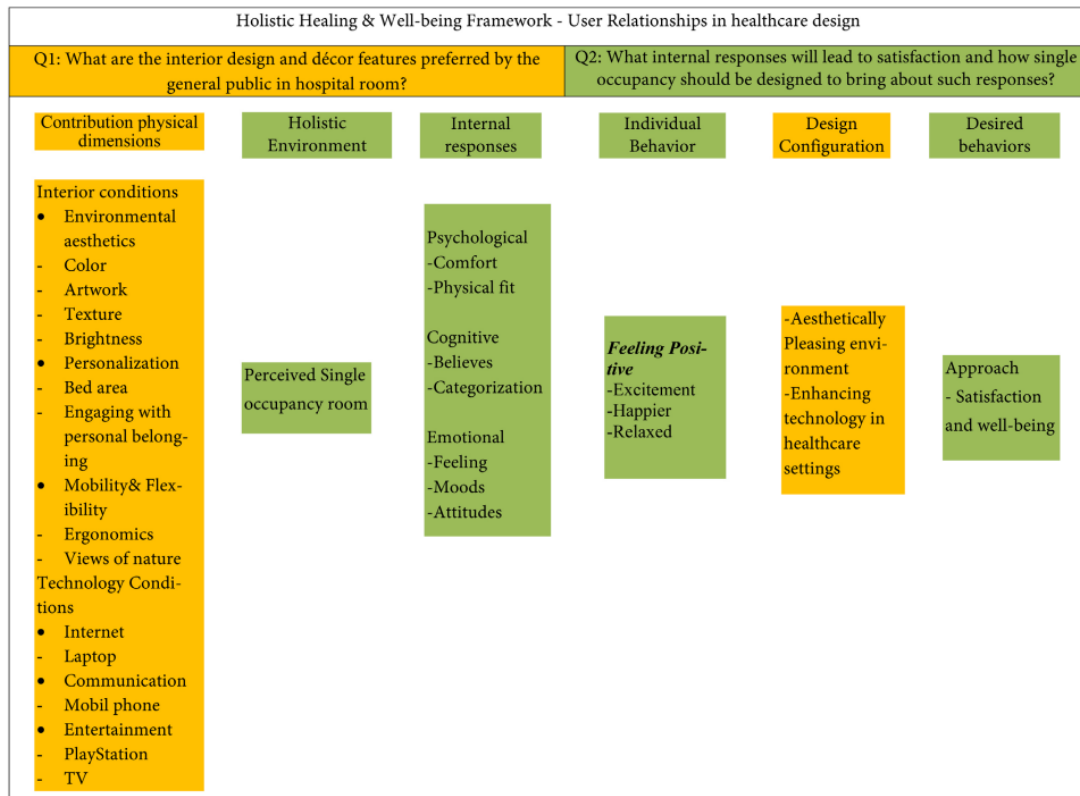 Holistic Healing & Well-being Framework - User Relationships in healthcare design
Q1: What are the interior design and décor features preferred by the
general public in hospital room?
Q2: What internal responses will lead to satisfaction and how single
occupancy should be designed to bring about such responses?
Contribution physical
dimensions
Holistic
Environment
Internal
responses
Individual
Behavior
Design
Configuration
Desired
behaviors
Interior conditions
• Environmental
aesthetics
- Color
- Artwork
- Texture
- Brightness
• Personalization
- Bed area
- Engaging with
personal belong-
ing
• Mobility& Flex-
ibility
- Ergonomics
- Views of nature
Technology Condi-
tions
• Internet
- Laptop
• Communication
- Mobil phone
• Entertainment
- PlayStation
- TV
Perceived Single
occupancy room
Psychological
-Comfort
-Physical fit
Cognitive
-Believes
-Categorization
Emotional
-Feeling
-Moods
-Attitudes
Feeling Posi-
tive
-Excitement
-Happier
-Relaxed
-Aesthetically
Pleasing envi-
ronment
-Enhancing
technology in
healthcare
settings
Approach
- Satisfaction
and well-being